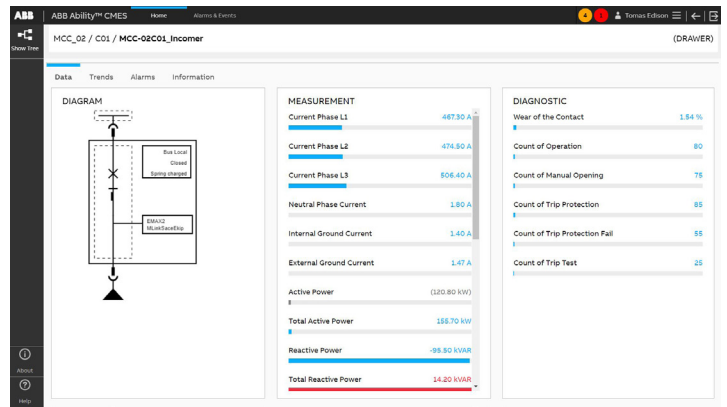 ABB
ABB Ability™ CMES
Home
Alarms & Events
4
1
Tomas Edison
Show Tree
MCC_02 / C01 / MCC-02C01_Incomer
(DRAWER)
Data
Trends
Alarms
Information
DIAGRAM
Bus Local
Closed
Spring charged
EMAX2
MLinkSaceEkip
MEASUREMENT
Current Phase L1 467.30 A
Current Phase L2 474.50 A
Current Phase L3 506.40 A
Neutral Phase Current 1.80 A
Internal Ground Current 1.40 A
External Ground Current 1.47 A
Active Power (120.80 kW)
Total Active Power 155.70 kW
Reactive Power -95.50 kVAR
Total Reactive Power 14.20 kVAR
DIAGNOSTIC
Wear of the Contact 1.54 %
Count of Operation 80
Count of Manual Opening 75
Count of Trip Protection 85
Count of Trip Protection Fail 55
Count of Trip Test 25
About
Help